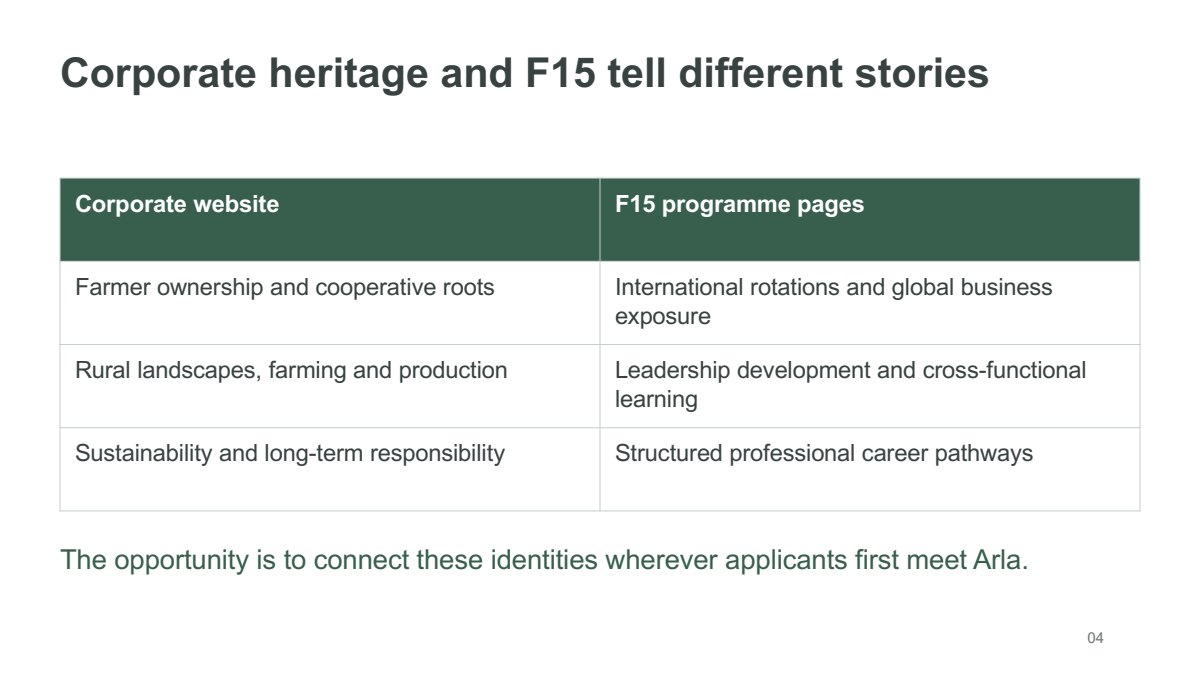 Corporate heritage and F15 tell different stories
Corporate website
F15 programme pages
Farmer ownership and cooperative roots
International rotations and global business
exposure
Rural landscapes, farming and production
Leadership development and cross-functional
learning
Sustainability and long-term responsibility
Structured professional career pathways
The opportunity is to connect these identities wherever applicants first meet Arla.
04